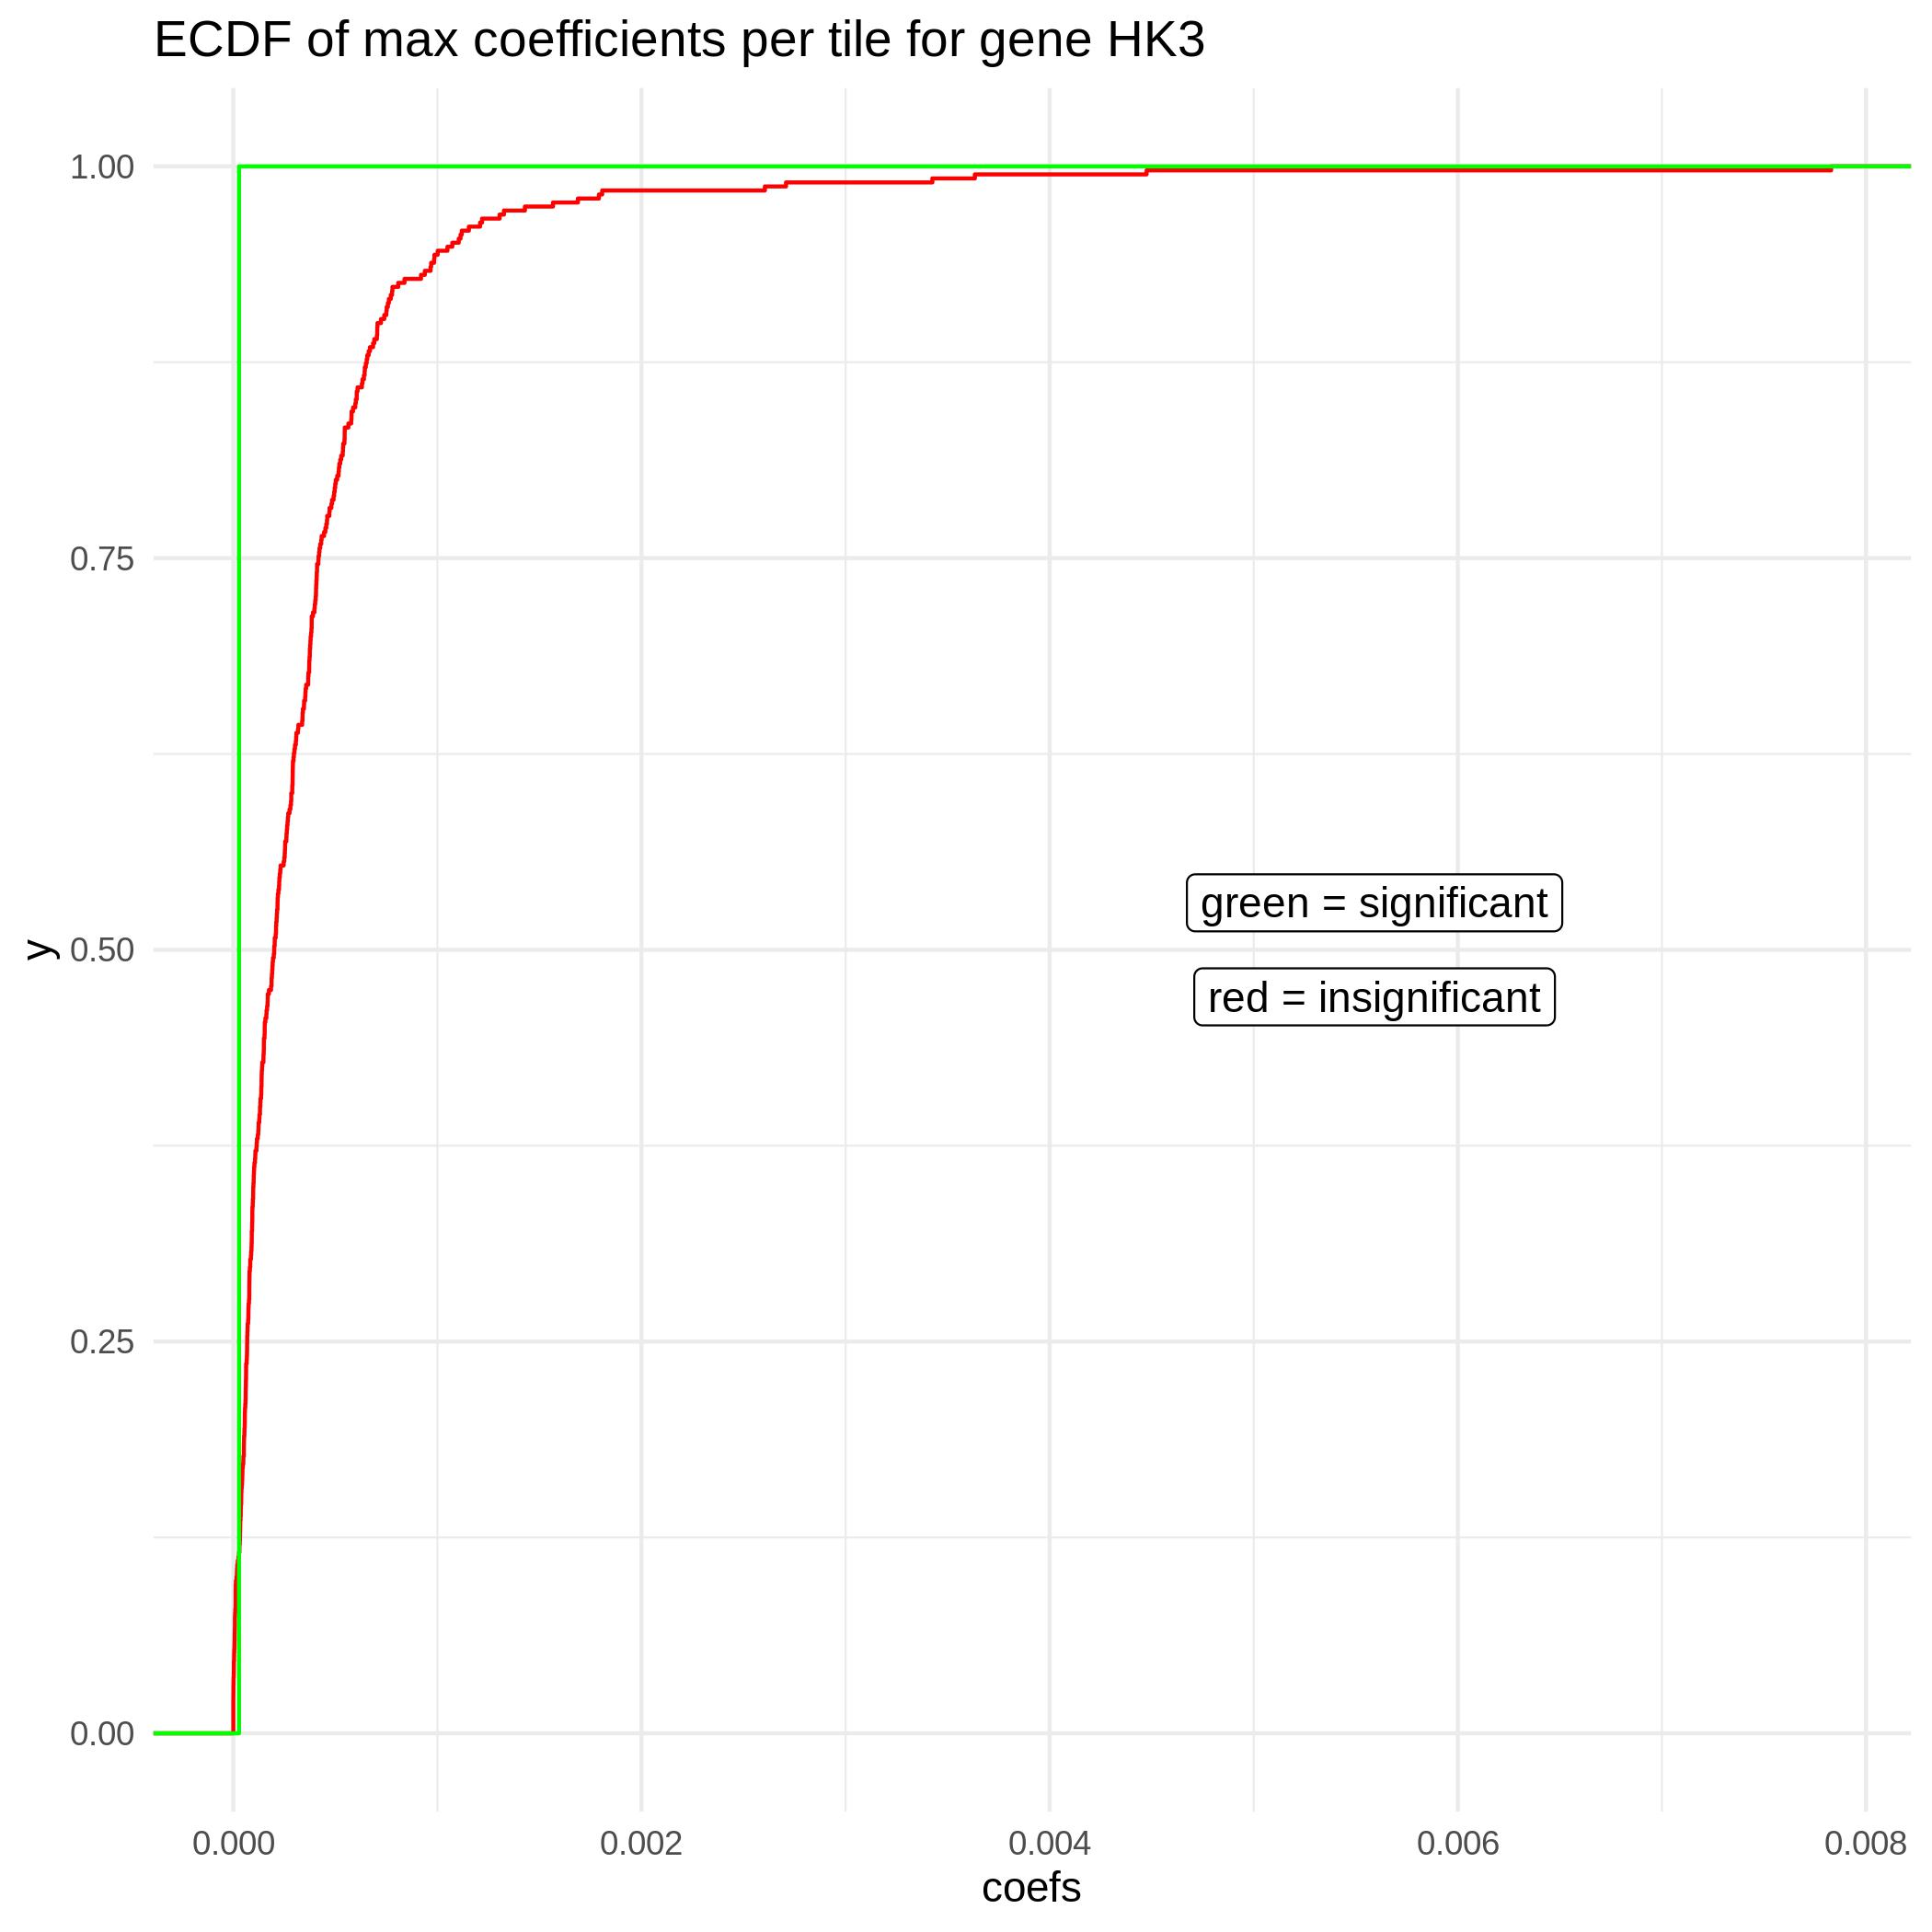 ECDF of max coefficients per tile for gene HK3
1.00
0.75
0.50
0.25
0.00
y
green = significant
red = insignificant
0.000 0.002 0.004 0.006 0.008
coefs